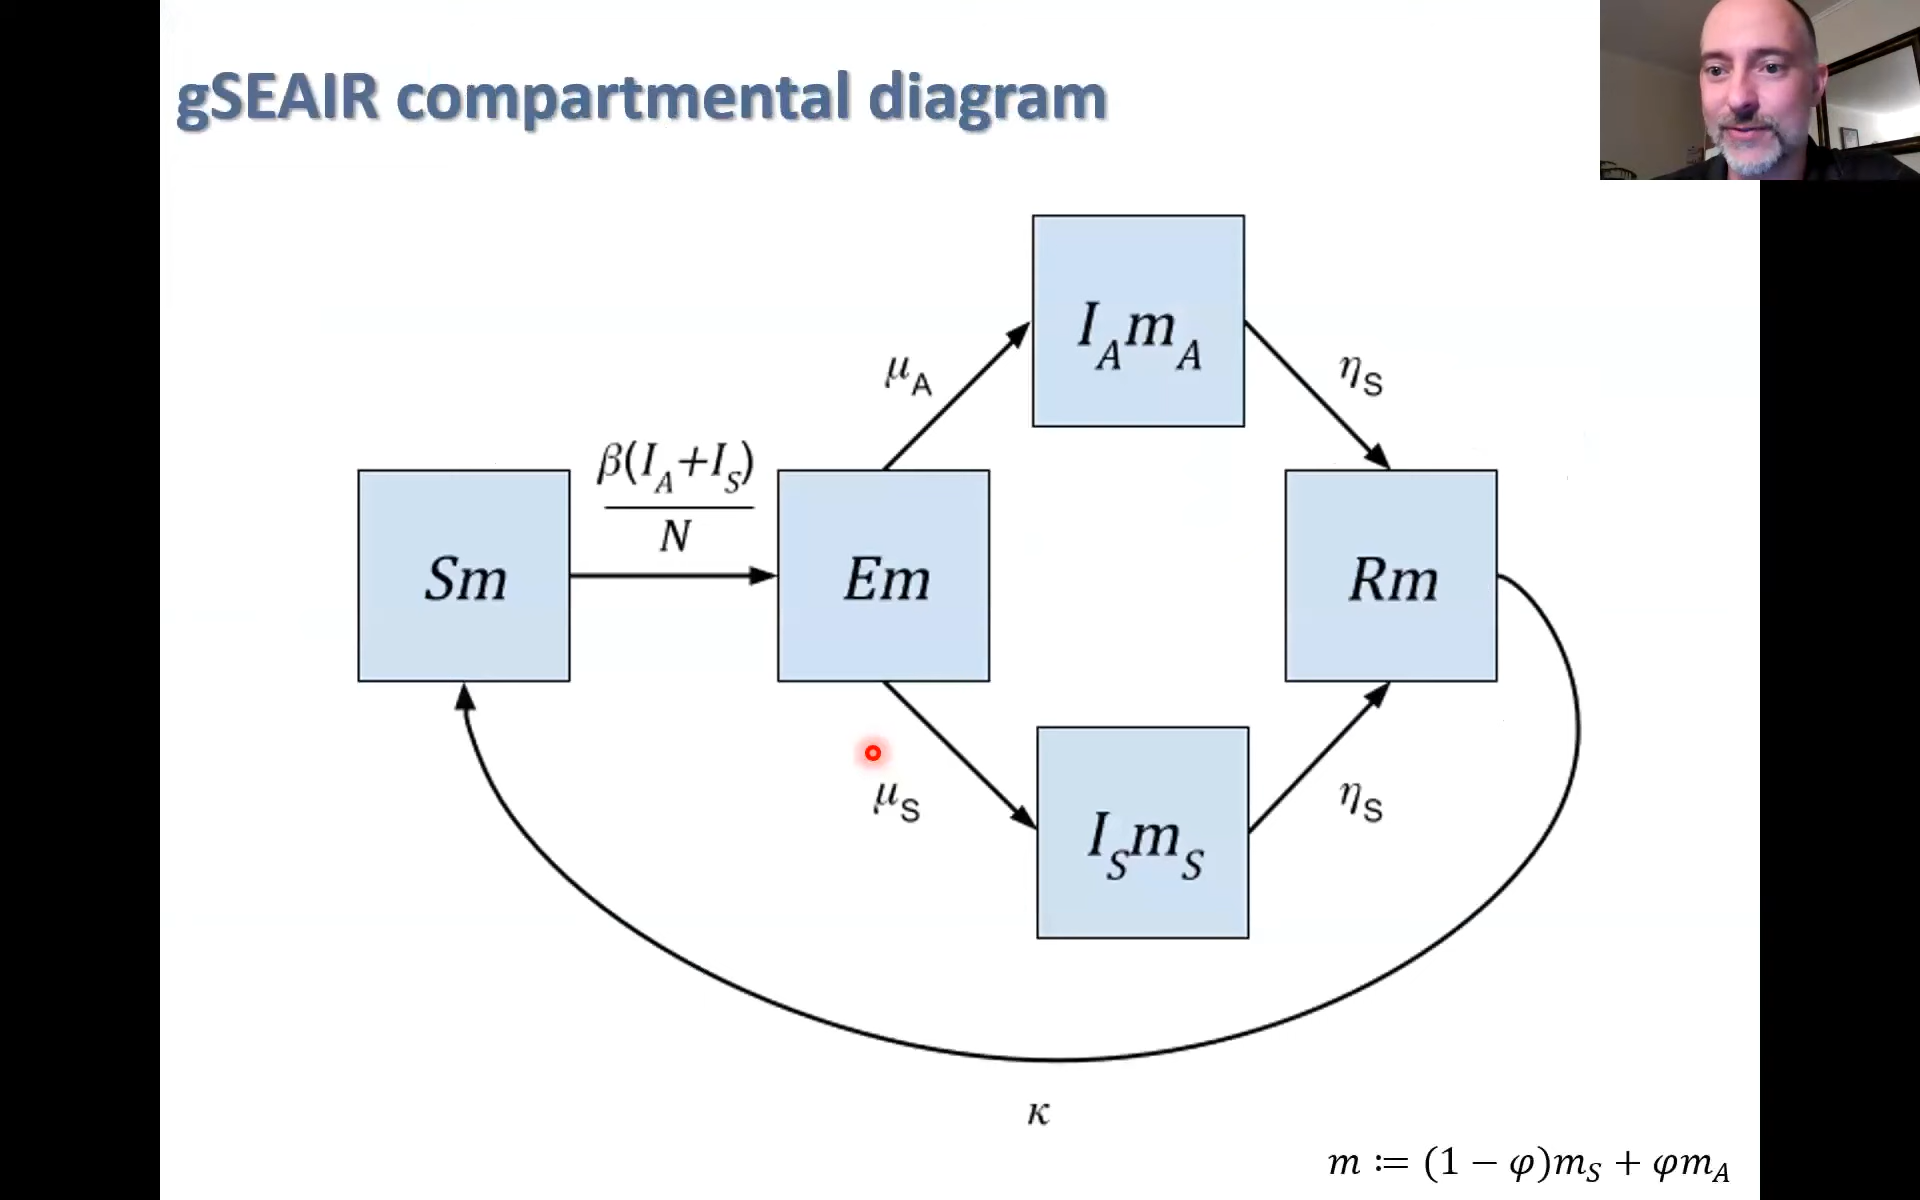 gSEAIR compartmental diagram
I_A m_A
μ_A
η_S
β(I_A+I_S)
N
Sm
Em
Rm
μ_S
η_S
I_S m_S
κ
m ≔ (1 − φ)m_S + φm_A